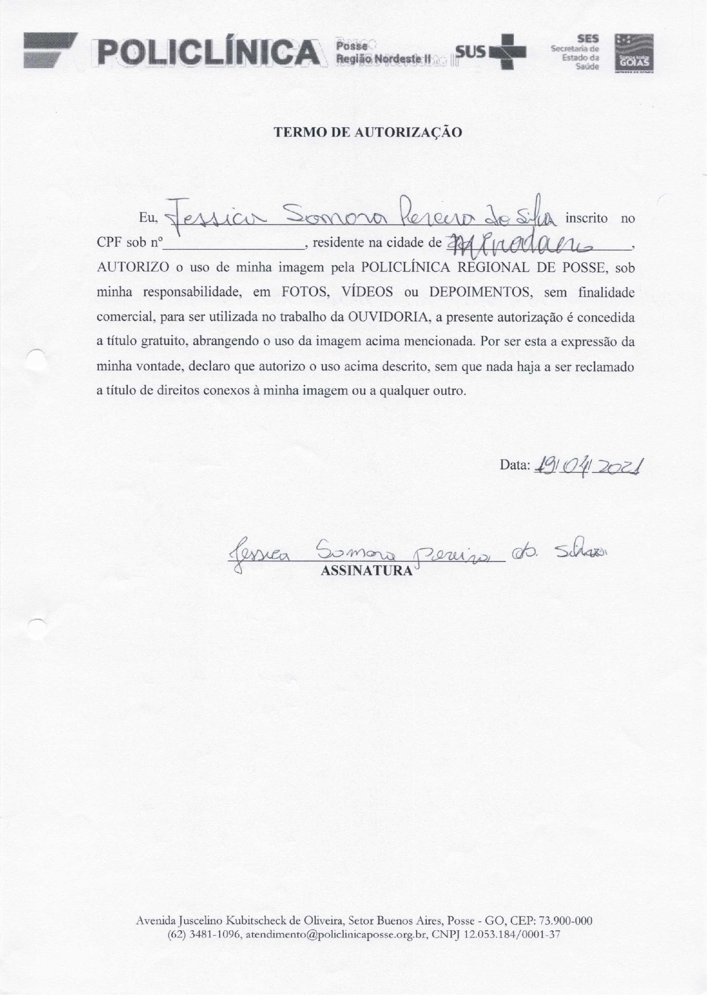 POLICLÍNICA Posse SUS SES
Região Nordeste II Secretaria de
Estado da
Saúde
GOIÁS
TERMO DE AUTORIZAÇÃO
Eu, Jessica Samara Pereira da Silva inscrito no
CPF sob nº____________________, residente na cidade de
AUTORIZO o uso de minha imagem pela POLICLÍNICA REGIONAL DE POSSE, sob
minha responsabilidade, em FOTOS, VÍDEOS ou DEPOIMENTOS, sem finalidade
comercial, para ser utilizada no trabalho da OUVIDORIA, a presente autorização é concedida
a título gratuito, abrangendo o uso da imagem acima mencionada. Por ser esta a expressão da
minha vontade, declaro que autorizo o uso acima descrito, sem que nada haja a ser reclamado
a título de direitos conexos à minha imagem ou a qualquer outro.
Data: 19/04/2021
Jessica Samara Pereira da Silva
ASSINATURA
Avenida Juscelino Kubitscheck de Oliveira, Setor Buenos Aires, Posse - GO, CEP: 73.900-000
(62) 3481-1096, atendimento@policlinicaposse.org.br, CNPJ 12.053.184/0001-37